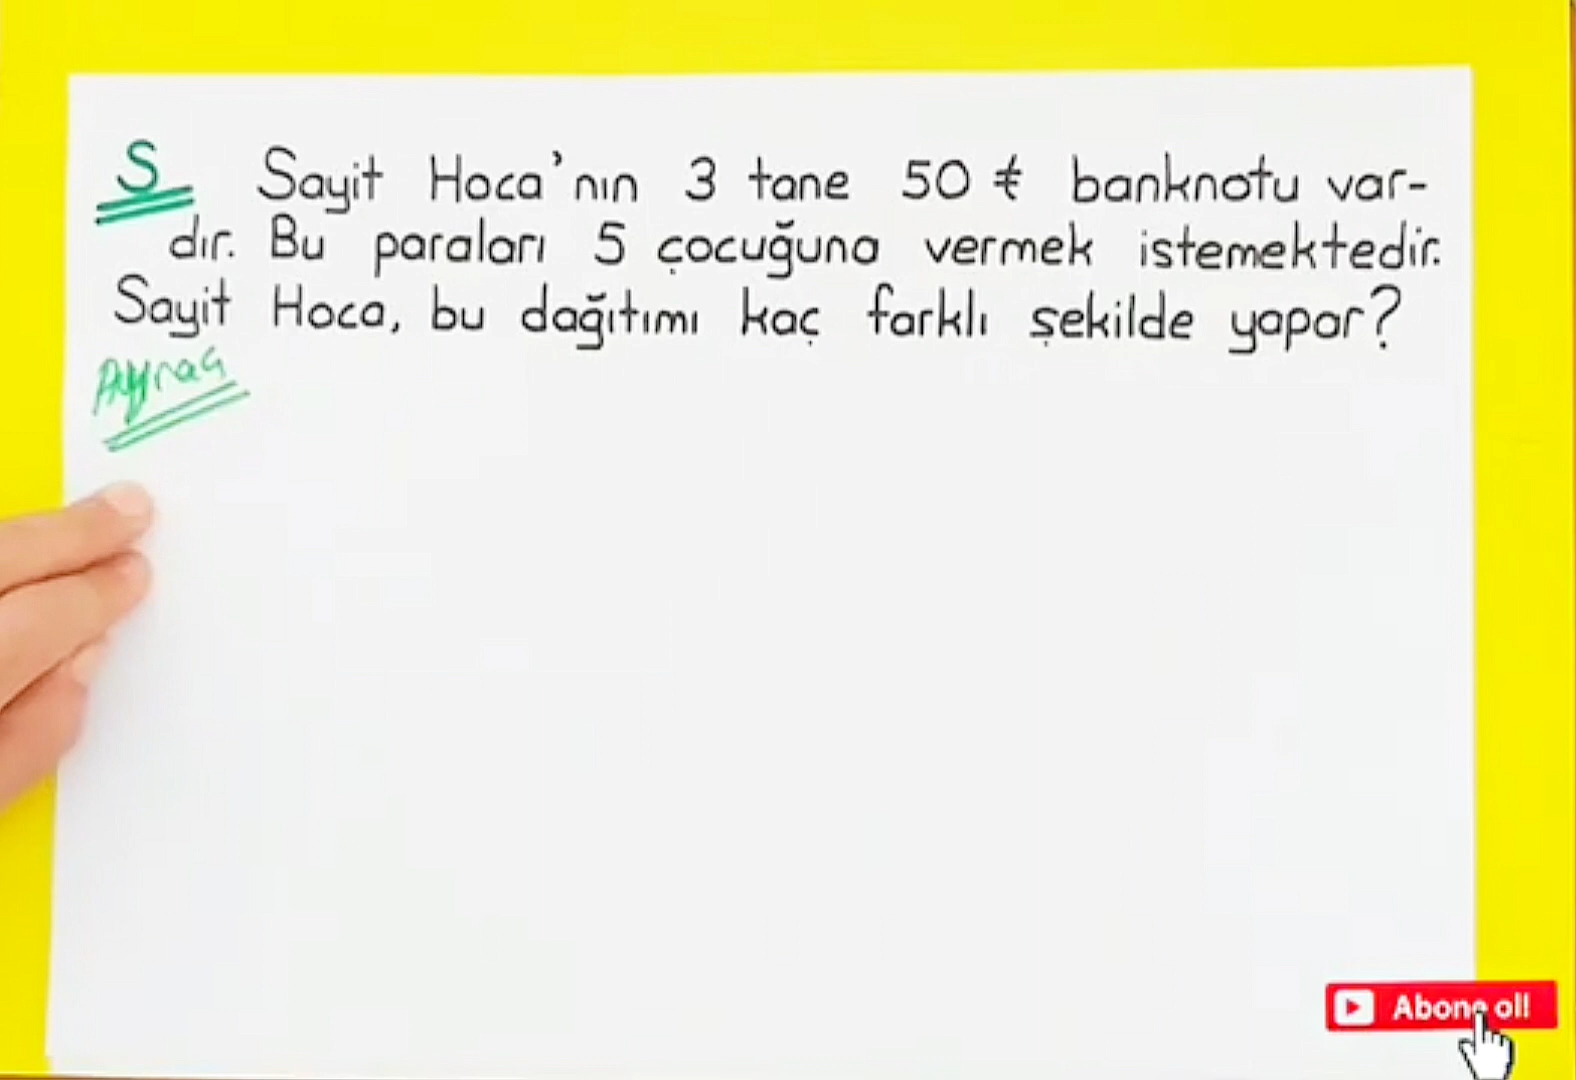 S Sayit Hoca'nın 3 tane 50 ₺ banknotu var-
dır. Bu paraları 5 çocuğuna vermek istemektedir.
Sayit Hoca, bu dağıtımı kaç farklı şekilde yapar?
Ayraç
Abone ol!